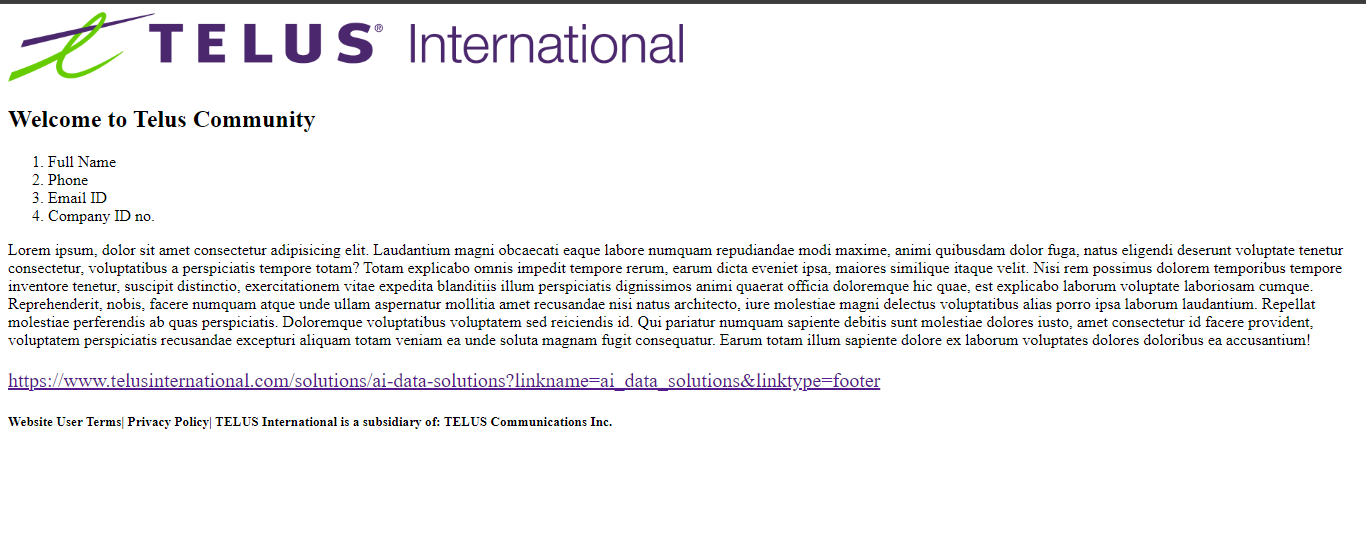 TELUS® International
Welcome to Telus Community
1. Full Name
2. Phone
3. Email ID
4. Company ID no.
Lorem ipsum, dolor sit amet consectetur adipisicing elit. Laudantium magni obcaecati eaque labore numquam repudiandae modi maxime, animi quibusdam dolor fuga, natus eligendi deserunt voluptate tenetur
consectetur, voluptatibus a perspiciatis tempore totam? Totam explicabo omnis impedit tempore rerum, earum dicta eveniet ipsa, maiores similique itaque velit. Nisi rem possimus dolorem temporibus tempore
inventore tenetur, suscipit distinctio, exercitationem vitae expedita blanditiis illum perspiciatis dignissimos animi quaerat officia doloremque hic quae, est explicabo laborum voluptate laboriosam cumque.
Reprehenderit, nobis, facere numquam atque unde ullam aspernatur mollitia amet recusandae nisi natus architecto, iure molestiae magni delectus voluptatibus alias porro ipsa laborum laudantium. Repellat
molestiae perferendis ab quas perspiciatis. Doloremque voluptatibus voluptatem sed reiciendis id. Qui pariatur numquam sapiente debitis sunt molestiae dolores iusto, amet consectetur id facere provident,
voluptatem perspiciatis recusandae excepturi aliquam totam veniam ea unde soluta magnam fugit consequatur. Earum totam illum sapiente dolore ex laborum voluptates dolores doloribus ea accusantium!
https://www.telusinternational.com/solutions/ai-data-solutions?linkname=ai_data_solutions&linktype=footer
Website User Terms| Privacy Policy| TELUS International is a subsidiary of: TELUS Communications Inc.